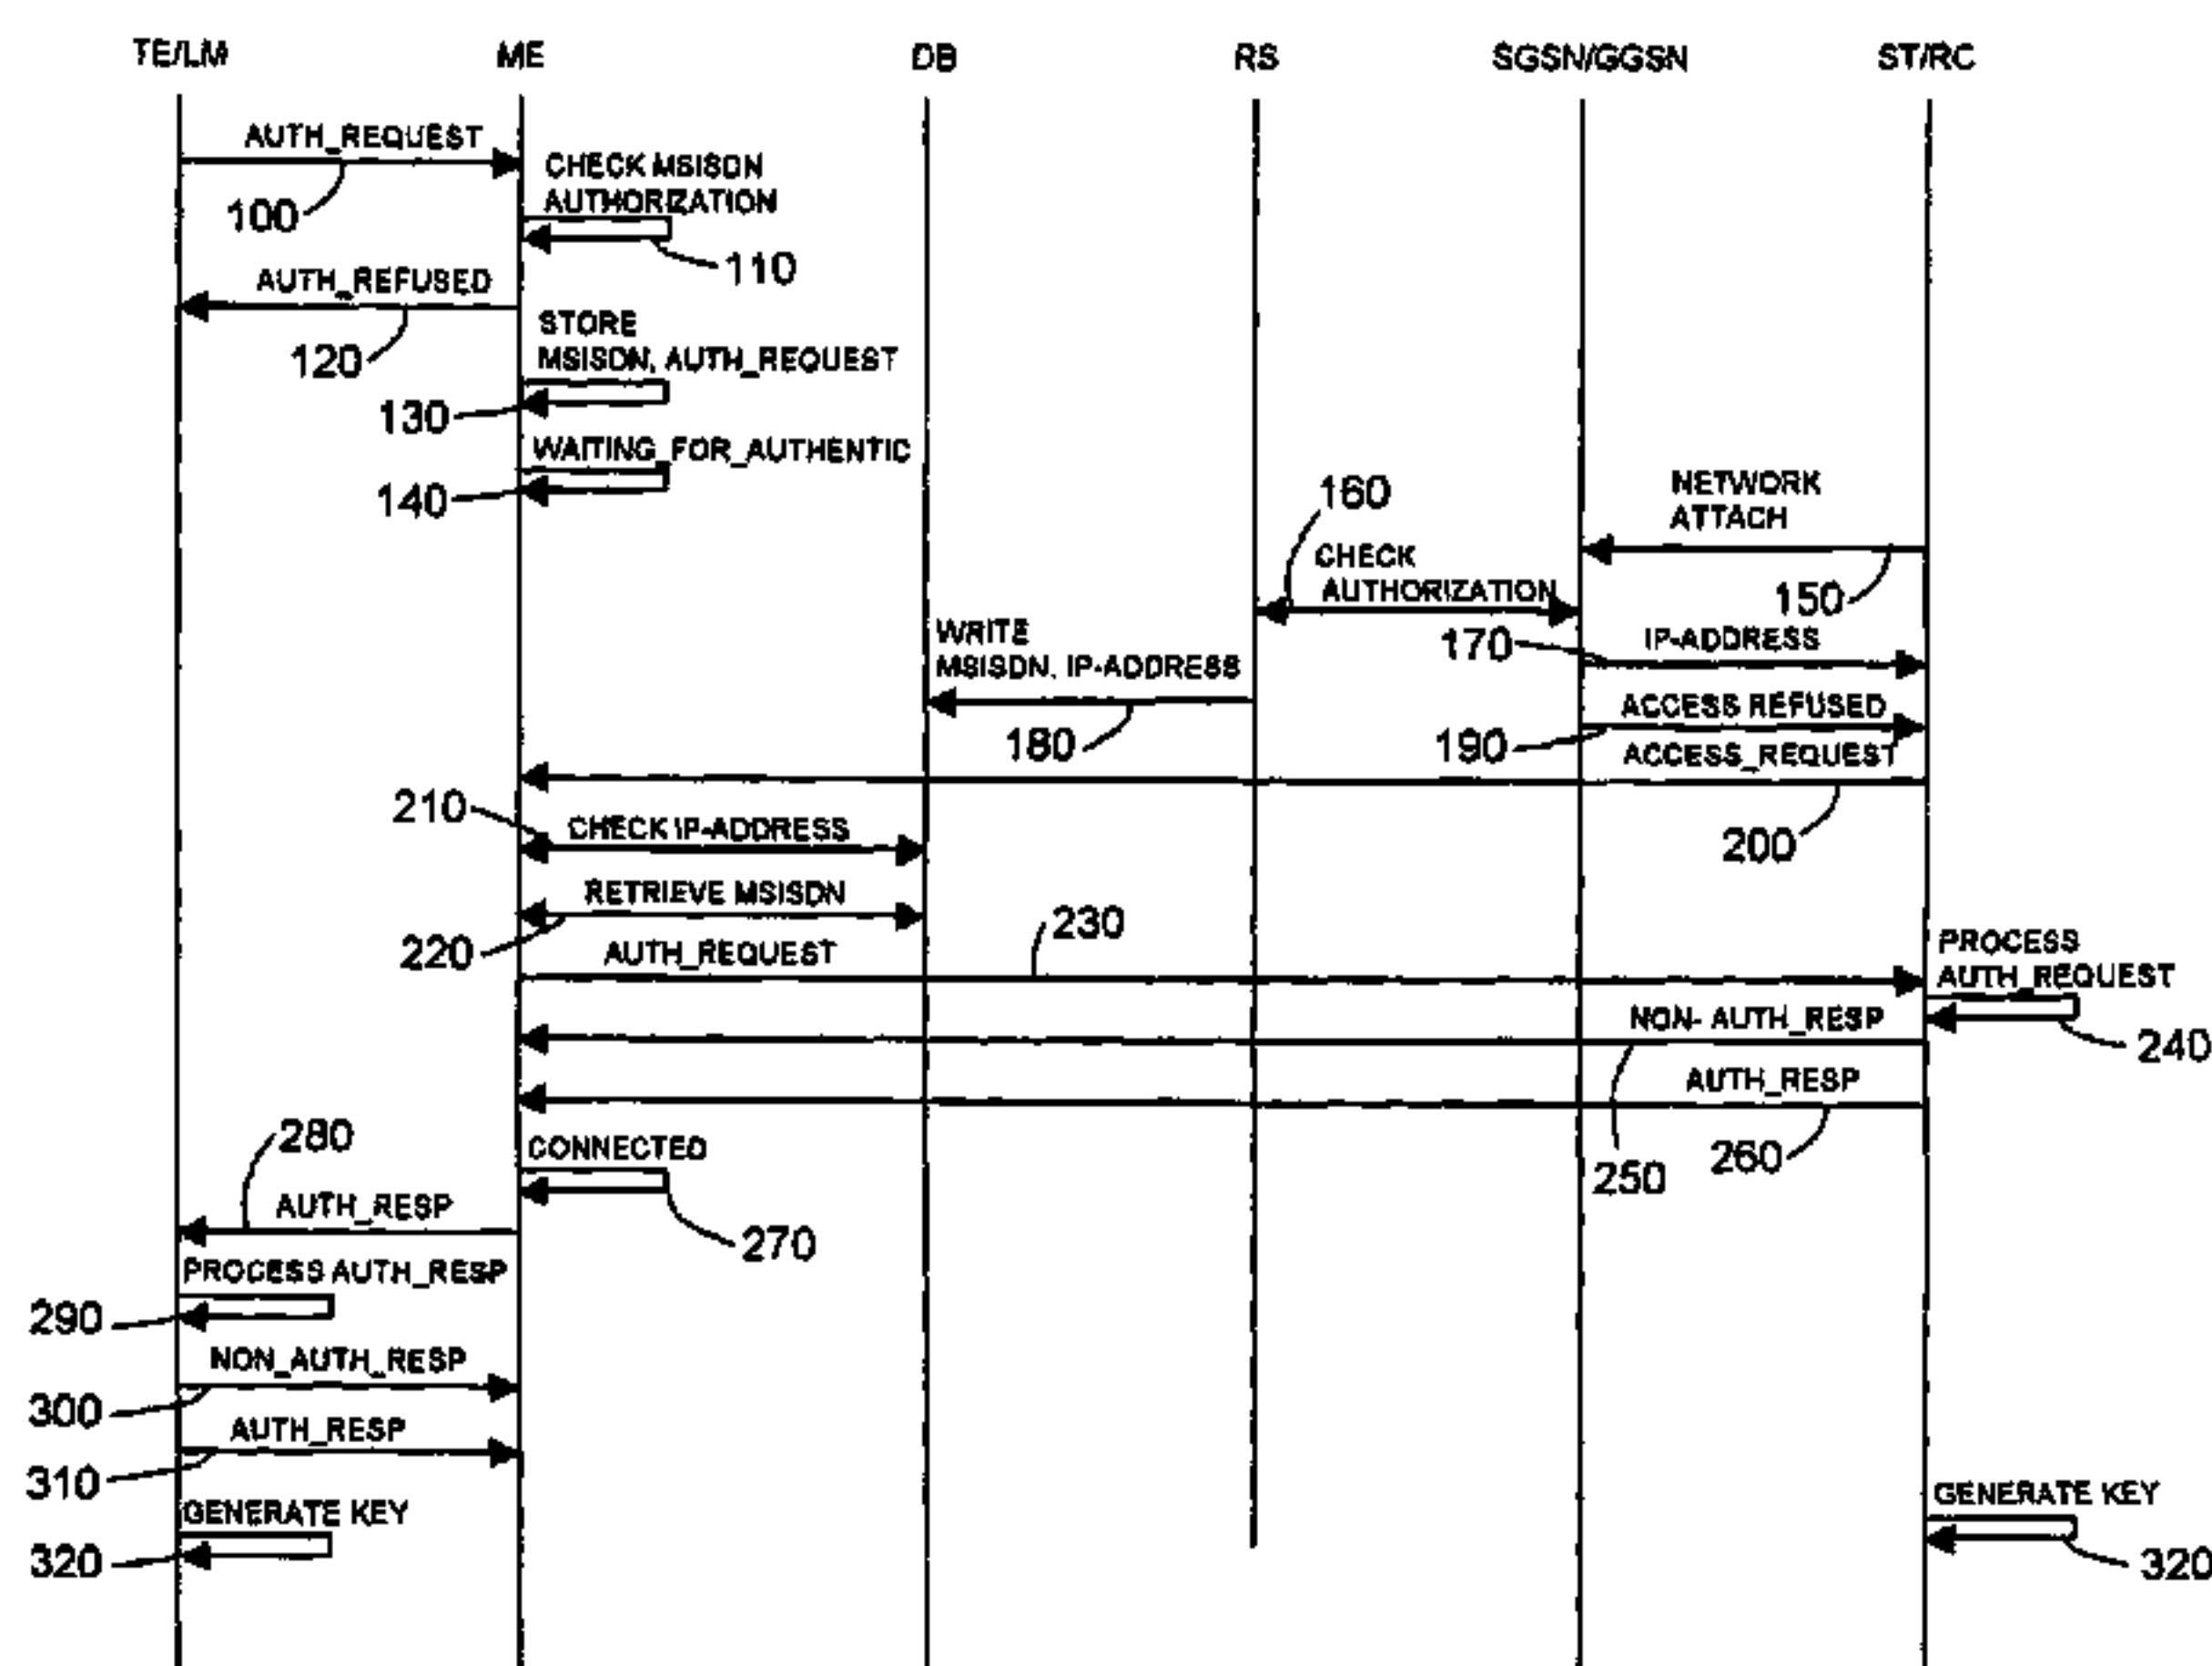 TE/LM ME DB RS SGSN/GGSN ST/RC
AUTH_REQUEST
100
CHECK MSISDN
AUTHORIZATION
110
AUTH_REFUSED
120
STORE
MSISDN, AUTH_REQUEST
130
WAITING_FOR_AUTHENTIC
140
NETWORK
ATTACH
150
160
CHECK
AUTHORIZATION
170
IP-ADDRESS
WRITE
MSISDN, IP-ADDRESS
180
ACCESS REFUSED
190
ACCESS_REQUEST
200
210
CHECK IP-ADDRESS
RETRIEVE MSISDN
220
AUTH_REQUEST
230
PROCESS
AUTH_REQUEST
240
NON- AUTH_RESP
250
AUTH_RESP
260
CONNECTED
270
280
AUTH_RESP
PROCESS AUTH_RESP
290
NON_AUTH_RESP
300
AUTH_RESP
310
GENERATE KEY
320
GENERATE KEY
320